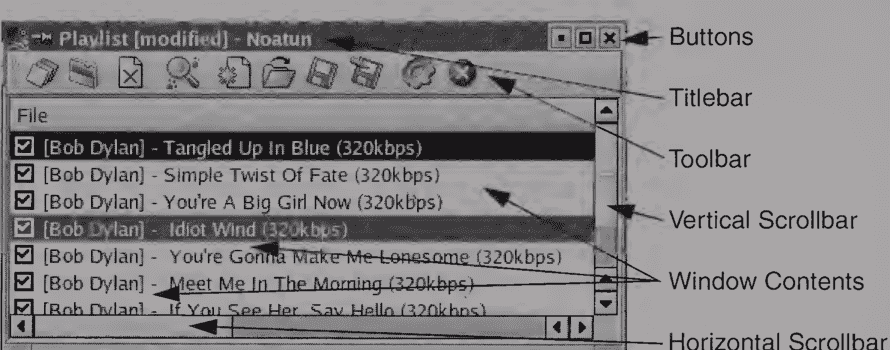 Playlist [modified] - Noatun
Buttons
Titlebar
File
[Bob Dylan] - Tangled Up In Blue (320kbps)
Toolbar
[Bob Dylan] - Simple Twist Of Fate (320kbps)
[Bob Dylan] - You're A Big Girl Now (320kbps)
Vertical Scrollbar
[Bob Dylan] - Idiot Wind (320kbps)
[Bob Dylan] - You're Gonna Make Me Lonesome (320kbps)
Window Contents
[Bob Dylan] - Meet Me In The Morning (320kbps)
[Bob Dylan] - If You See Her, Say Hello (320kbps)
Horizontal Scrollbar